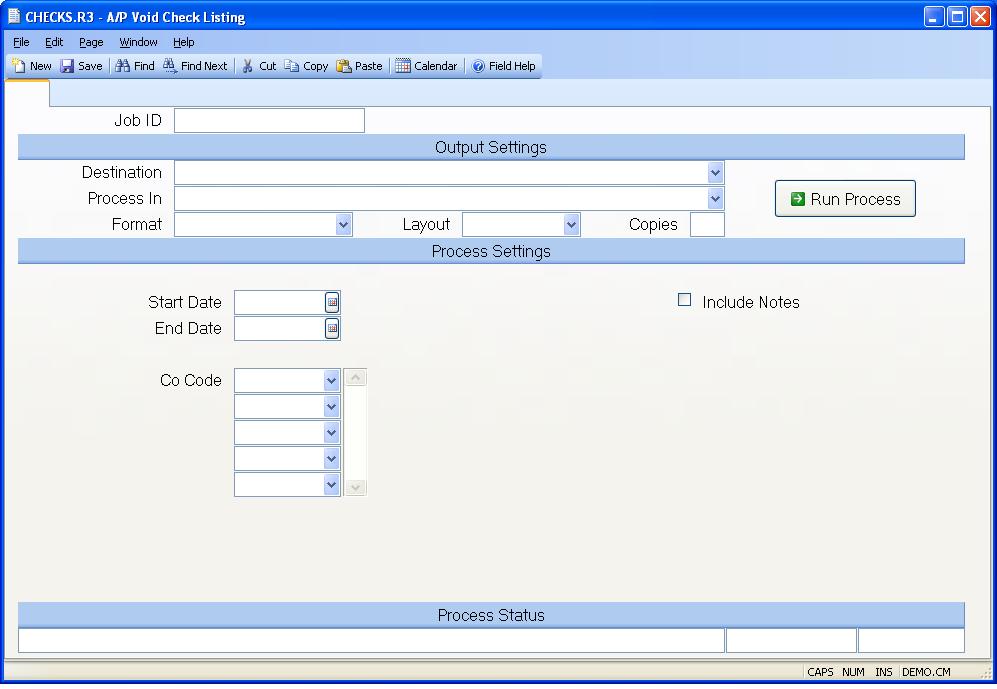 CHECKS.R3 - A/P Void Check Listing
File Edit Page Window Help
New Save Find Find Next Cut Copy Paste Calendar Field Help
Job ID
Output Settings
Destination
Process In
Run Process
Format Layout Copies
Process Settings
Start Date Include Notes
End Date
Co Code
Process Status
CAPS NUM INS DEMO.CM